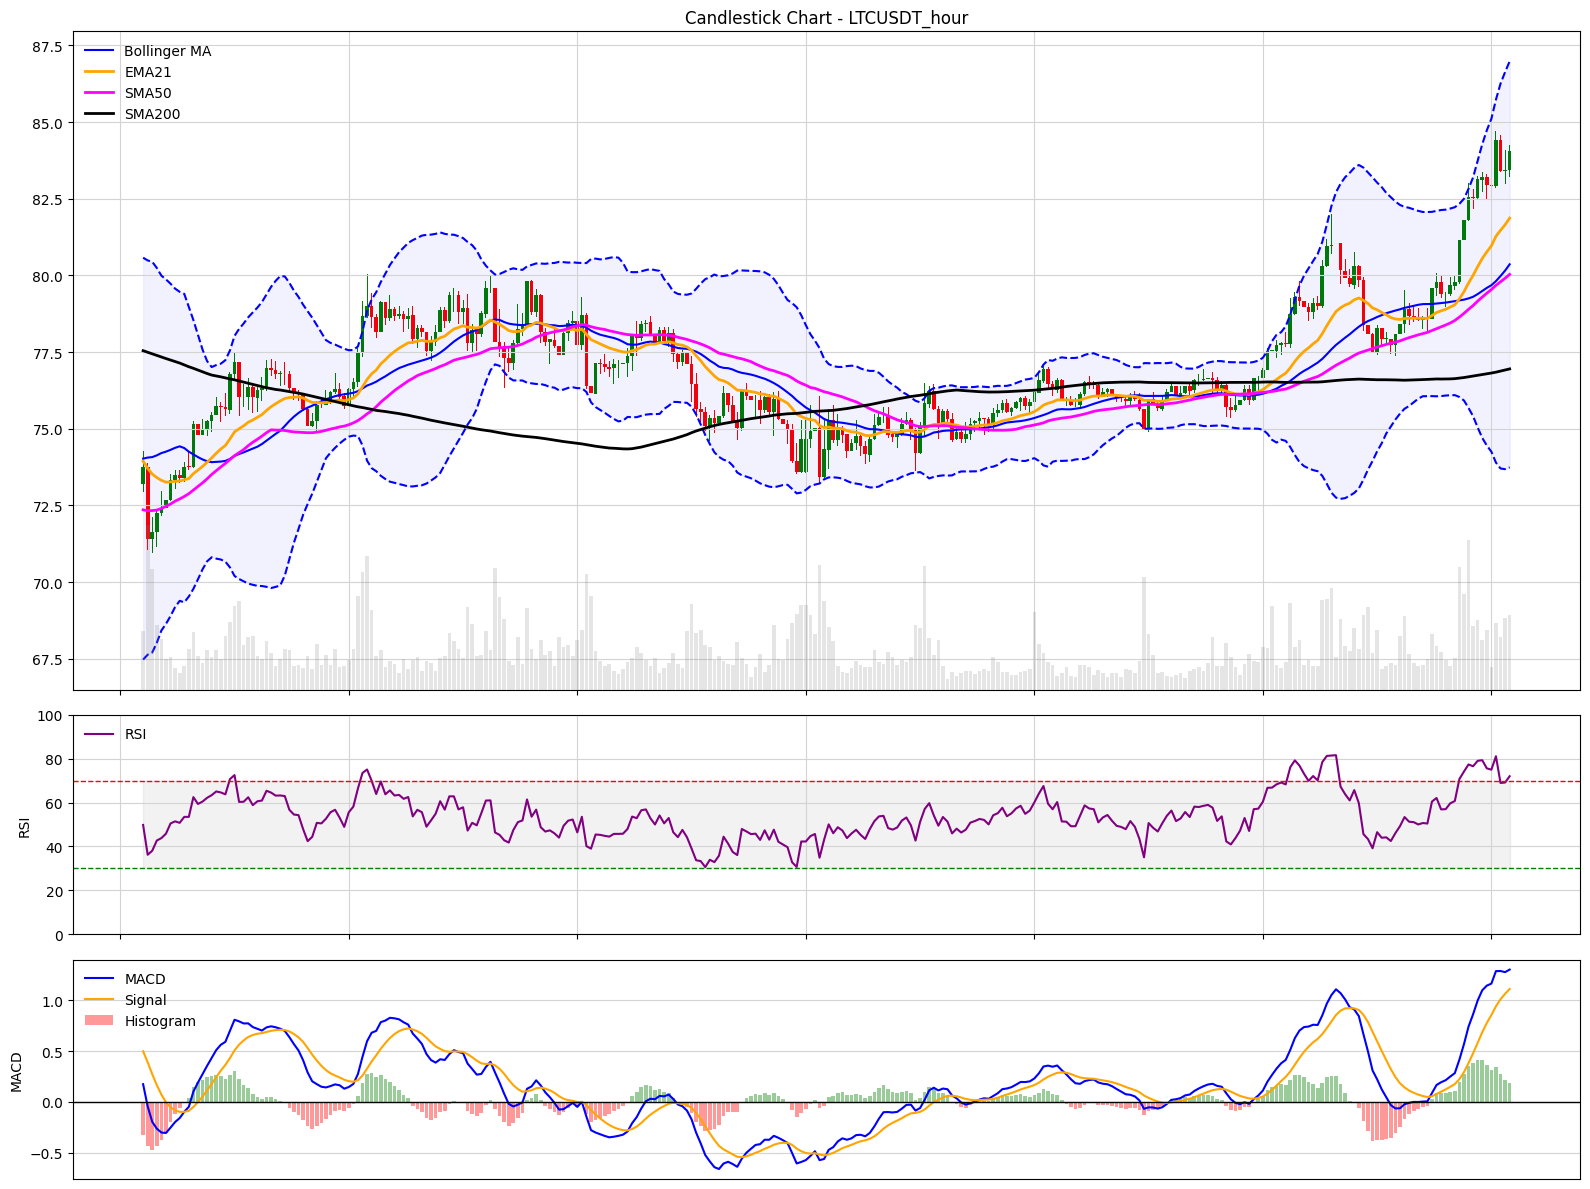 Candlestick Chart - LTCUSDT_hour
87.5
85.0
82.5
80.0
77.5
75.0
72.5
70.0
67.5
Bollinger MA
EMA21
SMA50
SMA200
100
80
60
40
20
0
RSI
RSI
1.0
0.5
0.0
−0.5
MACD
MACD
Signal
Histogram